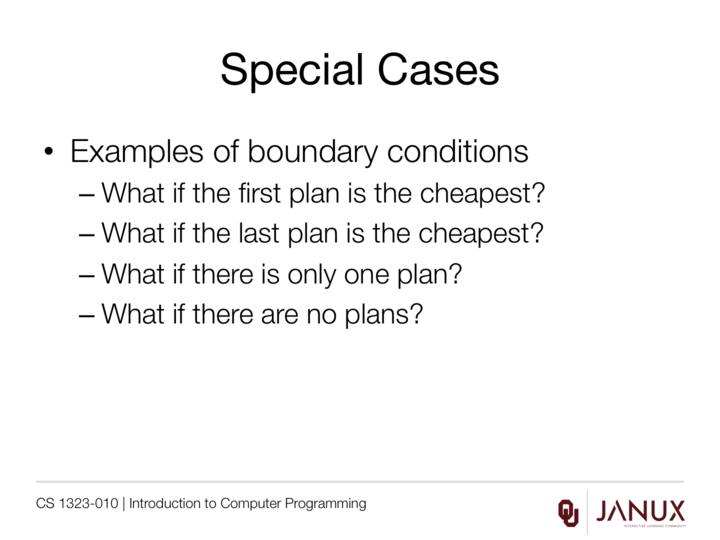 Special Cases
• Examples of boundary conditions
– What if the first plan is the cheapest?
– What if the last plan is the cheapest?
– What if there is only one plan?
– What if there are no plans?
CS 1323-010 | Introduction to Computer Programming
OU
JANUX
INTERACTIVE LEARNING COMMUNITY